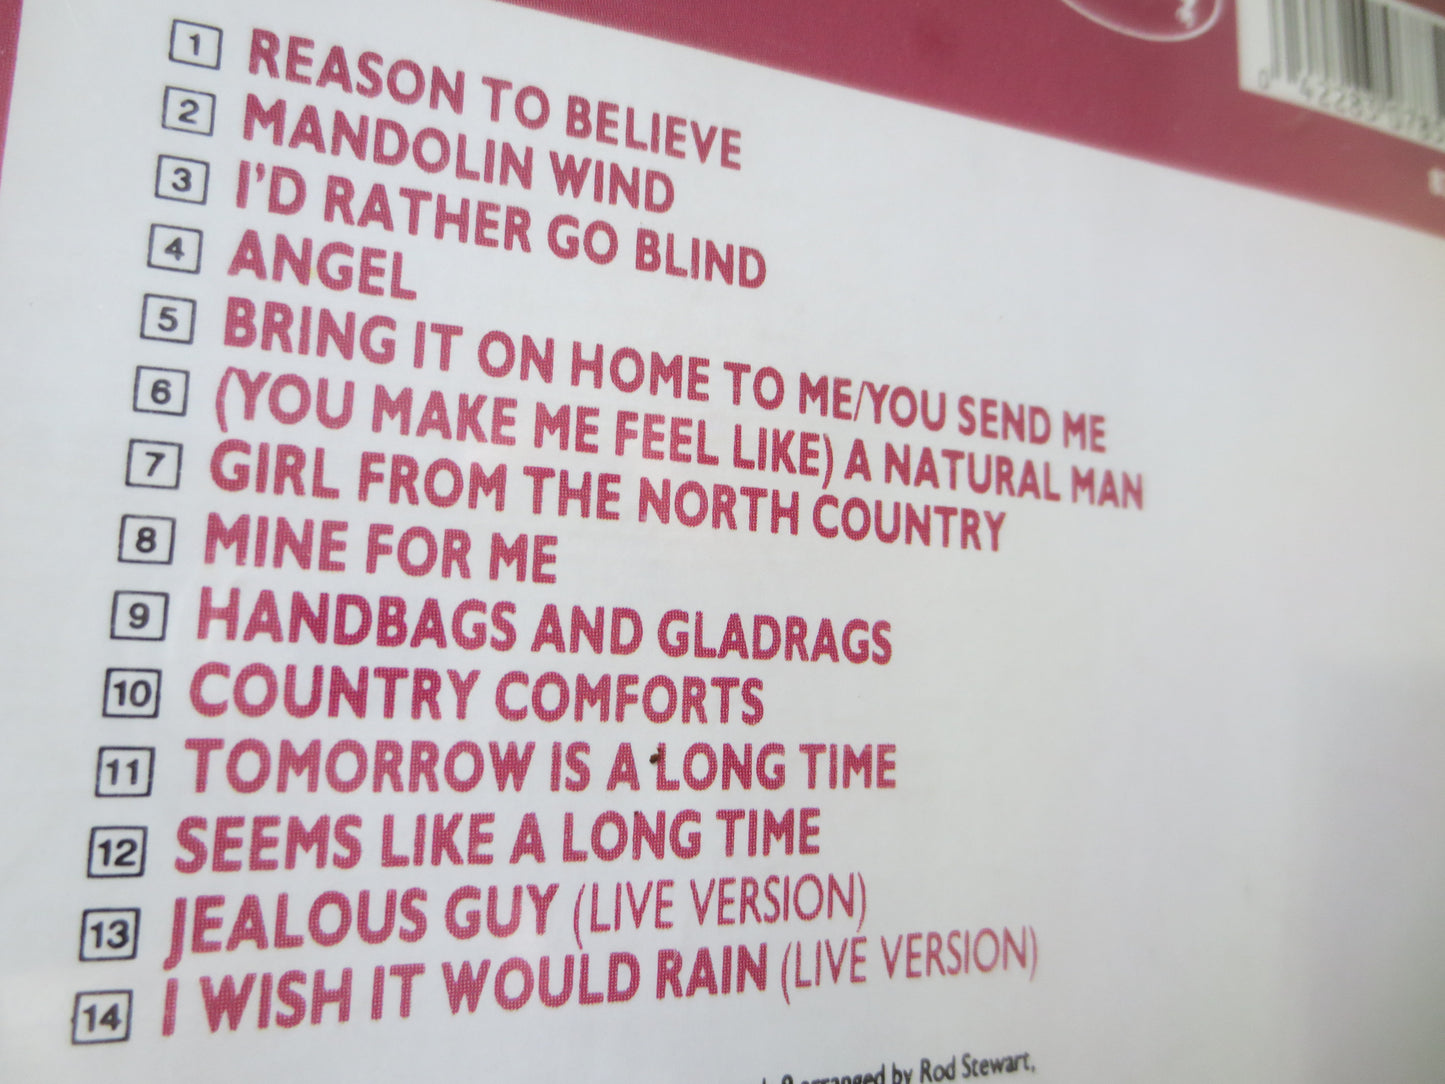 1 REASON TO BELIEVE
2 MANDOLIN WIND
3 I'D RATHER GO BLIND
4 ANGEL
5 BRING IT ON HOME TO ME/YOU SEND ME
6 (YOU MAKE ME FEEL LIKE) A NATURAL MAN
7 GIRL FROM THE NORTH COUNTRY
8 MINE FOR ME
9 HANDBAGS AND GLADRAGS
10 COUNTRY COMFORTS
11 TOMORROW IS A LONG TIME
12 SEEMS LIKE A LONG TIME
13 JEALOUS GUY (LIVE VERSION)
14 I WISH IT WOULD RAIN (LIVE VERSION)
arranged by Rod Stewart,